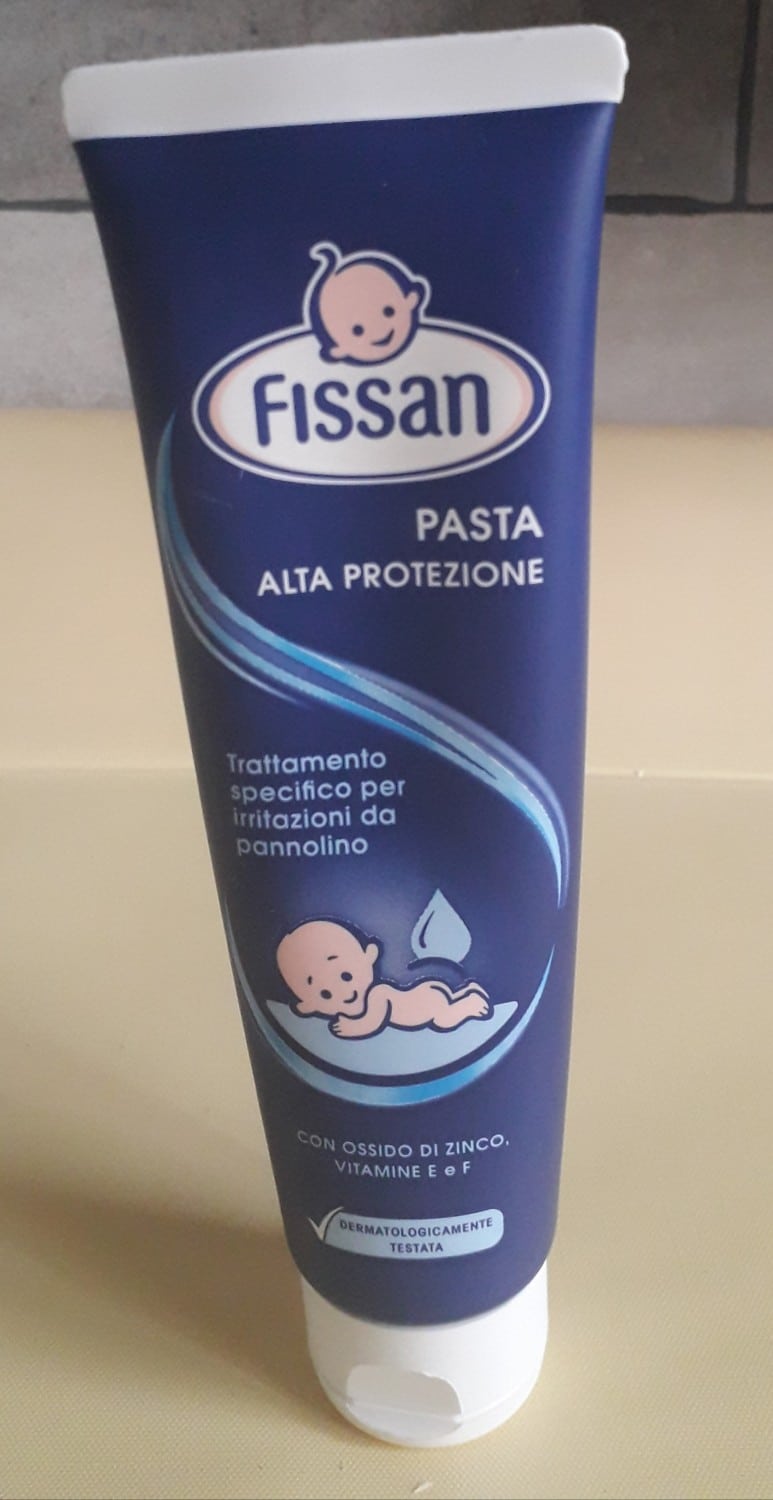 Fissan
PASTA
ALTA PROTEZIONE
Trattamento
specifico per
irritazioni da
pannolino
CON OSSIDO DI ZINCO,
VITAMINE E e F
DERMATOLOGICAMENTE
TESTATA